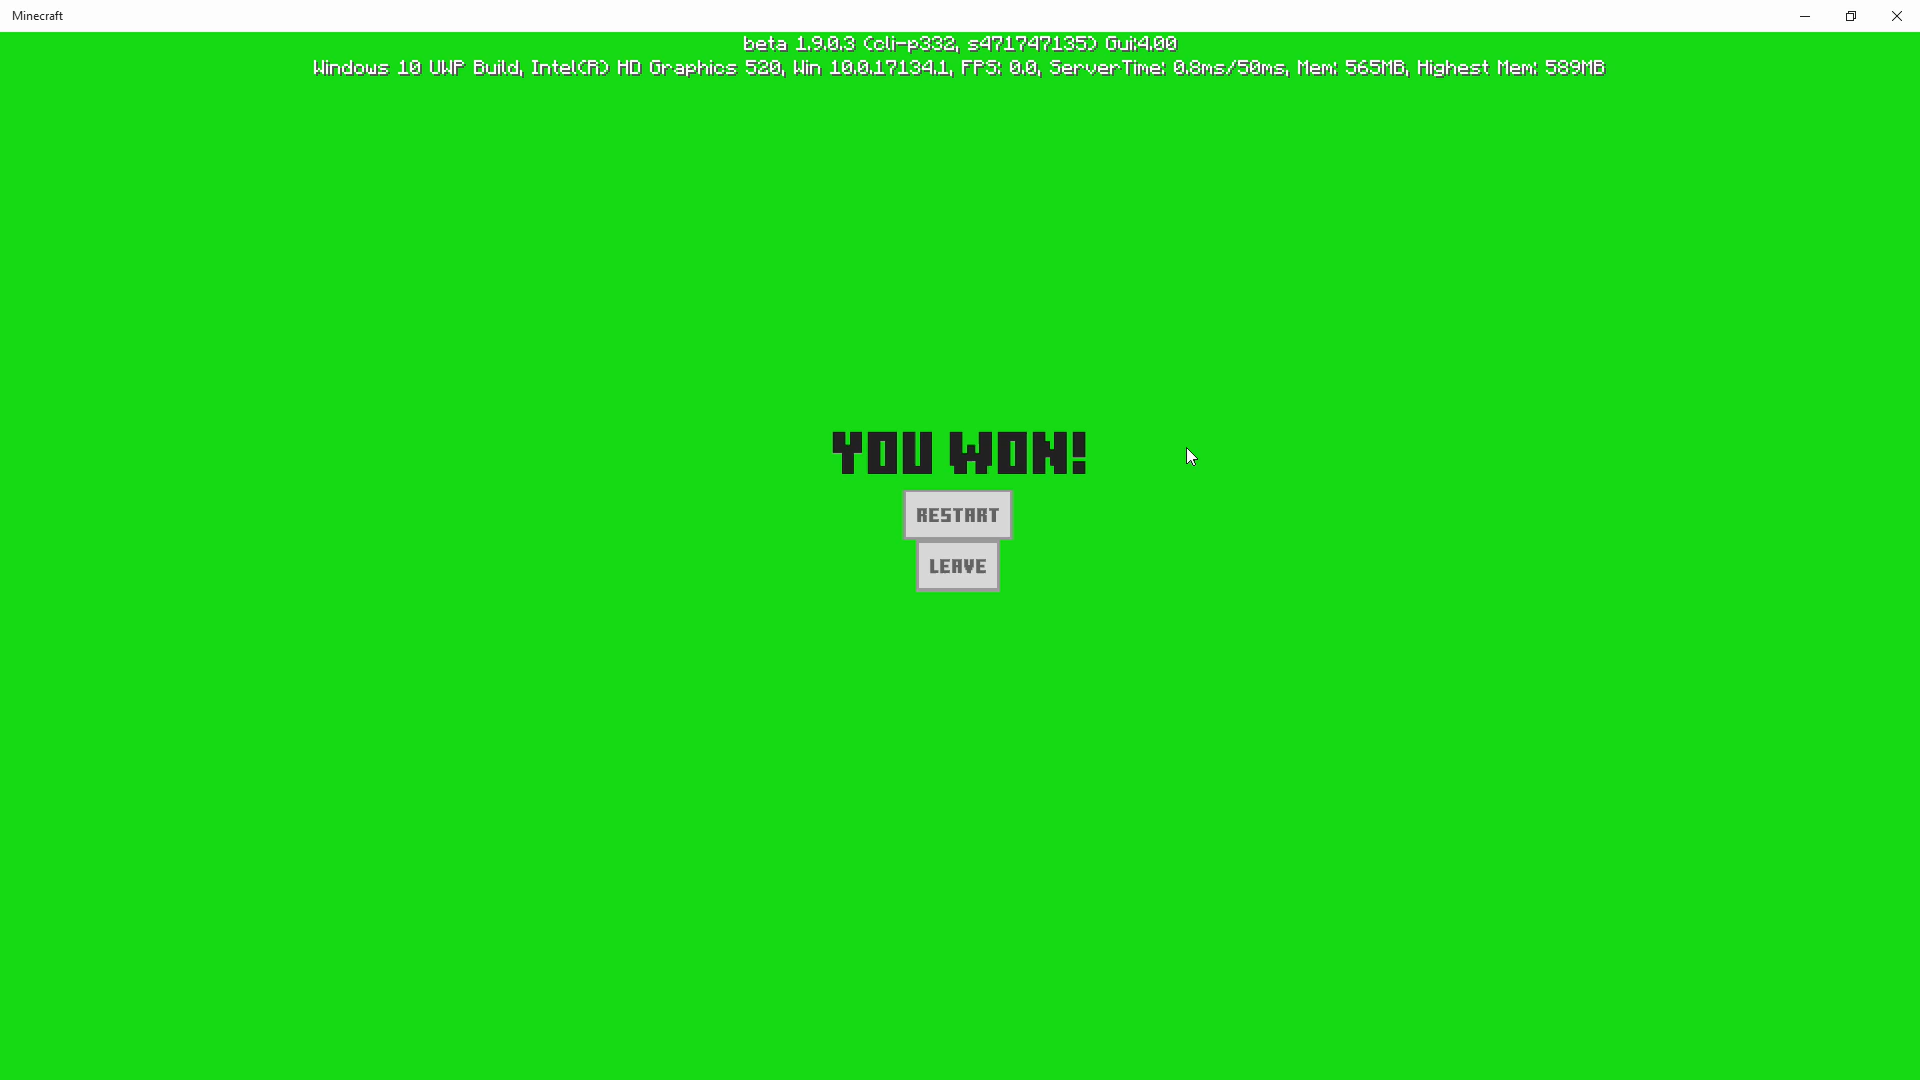 Minecraft
beta 1.9.0.3 (cli-p332, s471747135) Gui:4.00
Windows 10 UWP Build, Intel(R) HD Graphics 520, Win 10.0.17134.1, FPS: 0.0, ServerTime: 0.8ms/50ms, Mem: 565MB, Highest Mem: 589MB
YOU WON!
RESTART
LEAVE